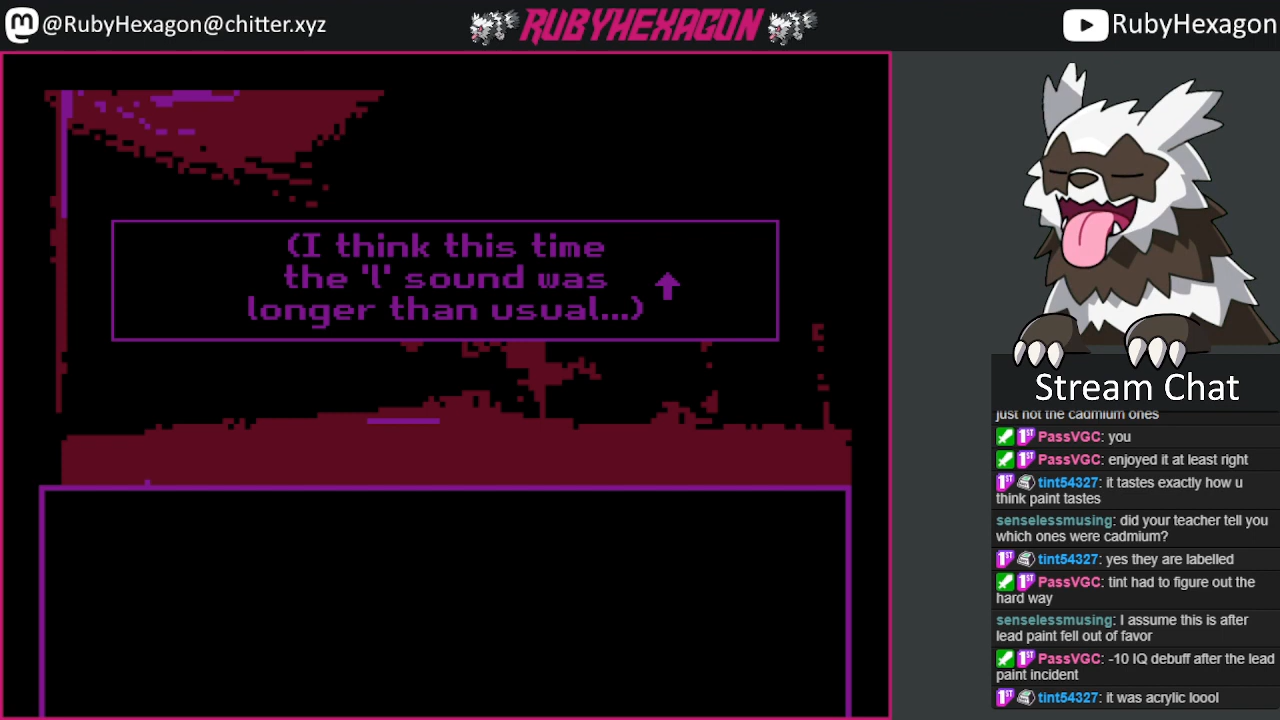 @RubyHexagon@chitter.xyz
RUBYHEXAGON
RubyHexagon
(I think this time
the 'l' sound was
longer than usual...)
Stream Chat
just not the cadmium ones
PassVGC: you
PassVGC: enjoyed it at least right
tint54327: it tastes exactly how u
think paint tastes
senselessmusing: did your teacher tell you
which ones were cadmium?
tint54327: yes they are labelled
PassVGC: tint had to figure out the
hard way
senselessmusing: I assume this is after
lead paint fell out of favor
PassVGC: -10 IQ debuff after the lead
paint incident
tint54327: it was acrylic loool